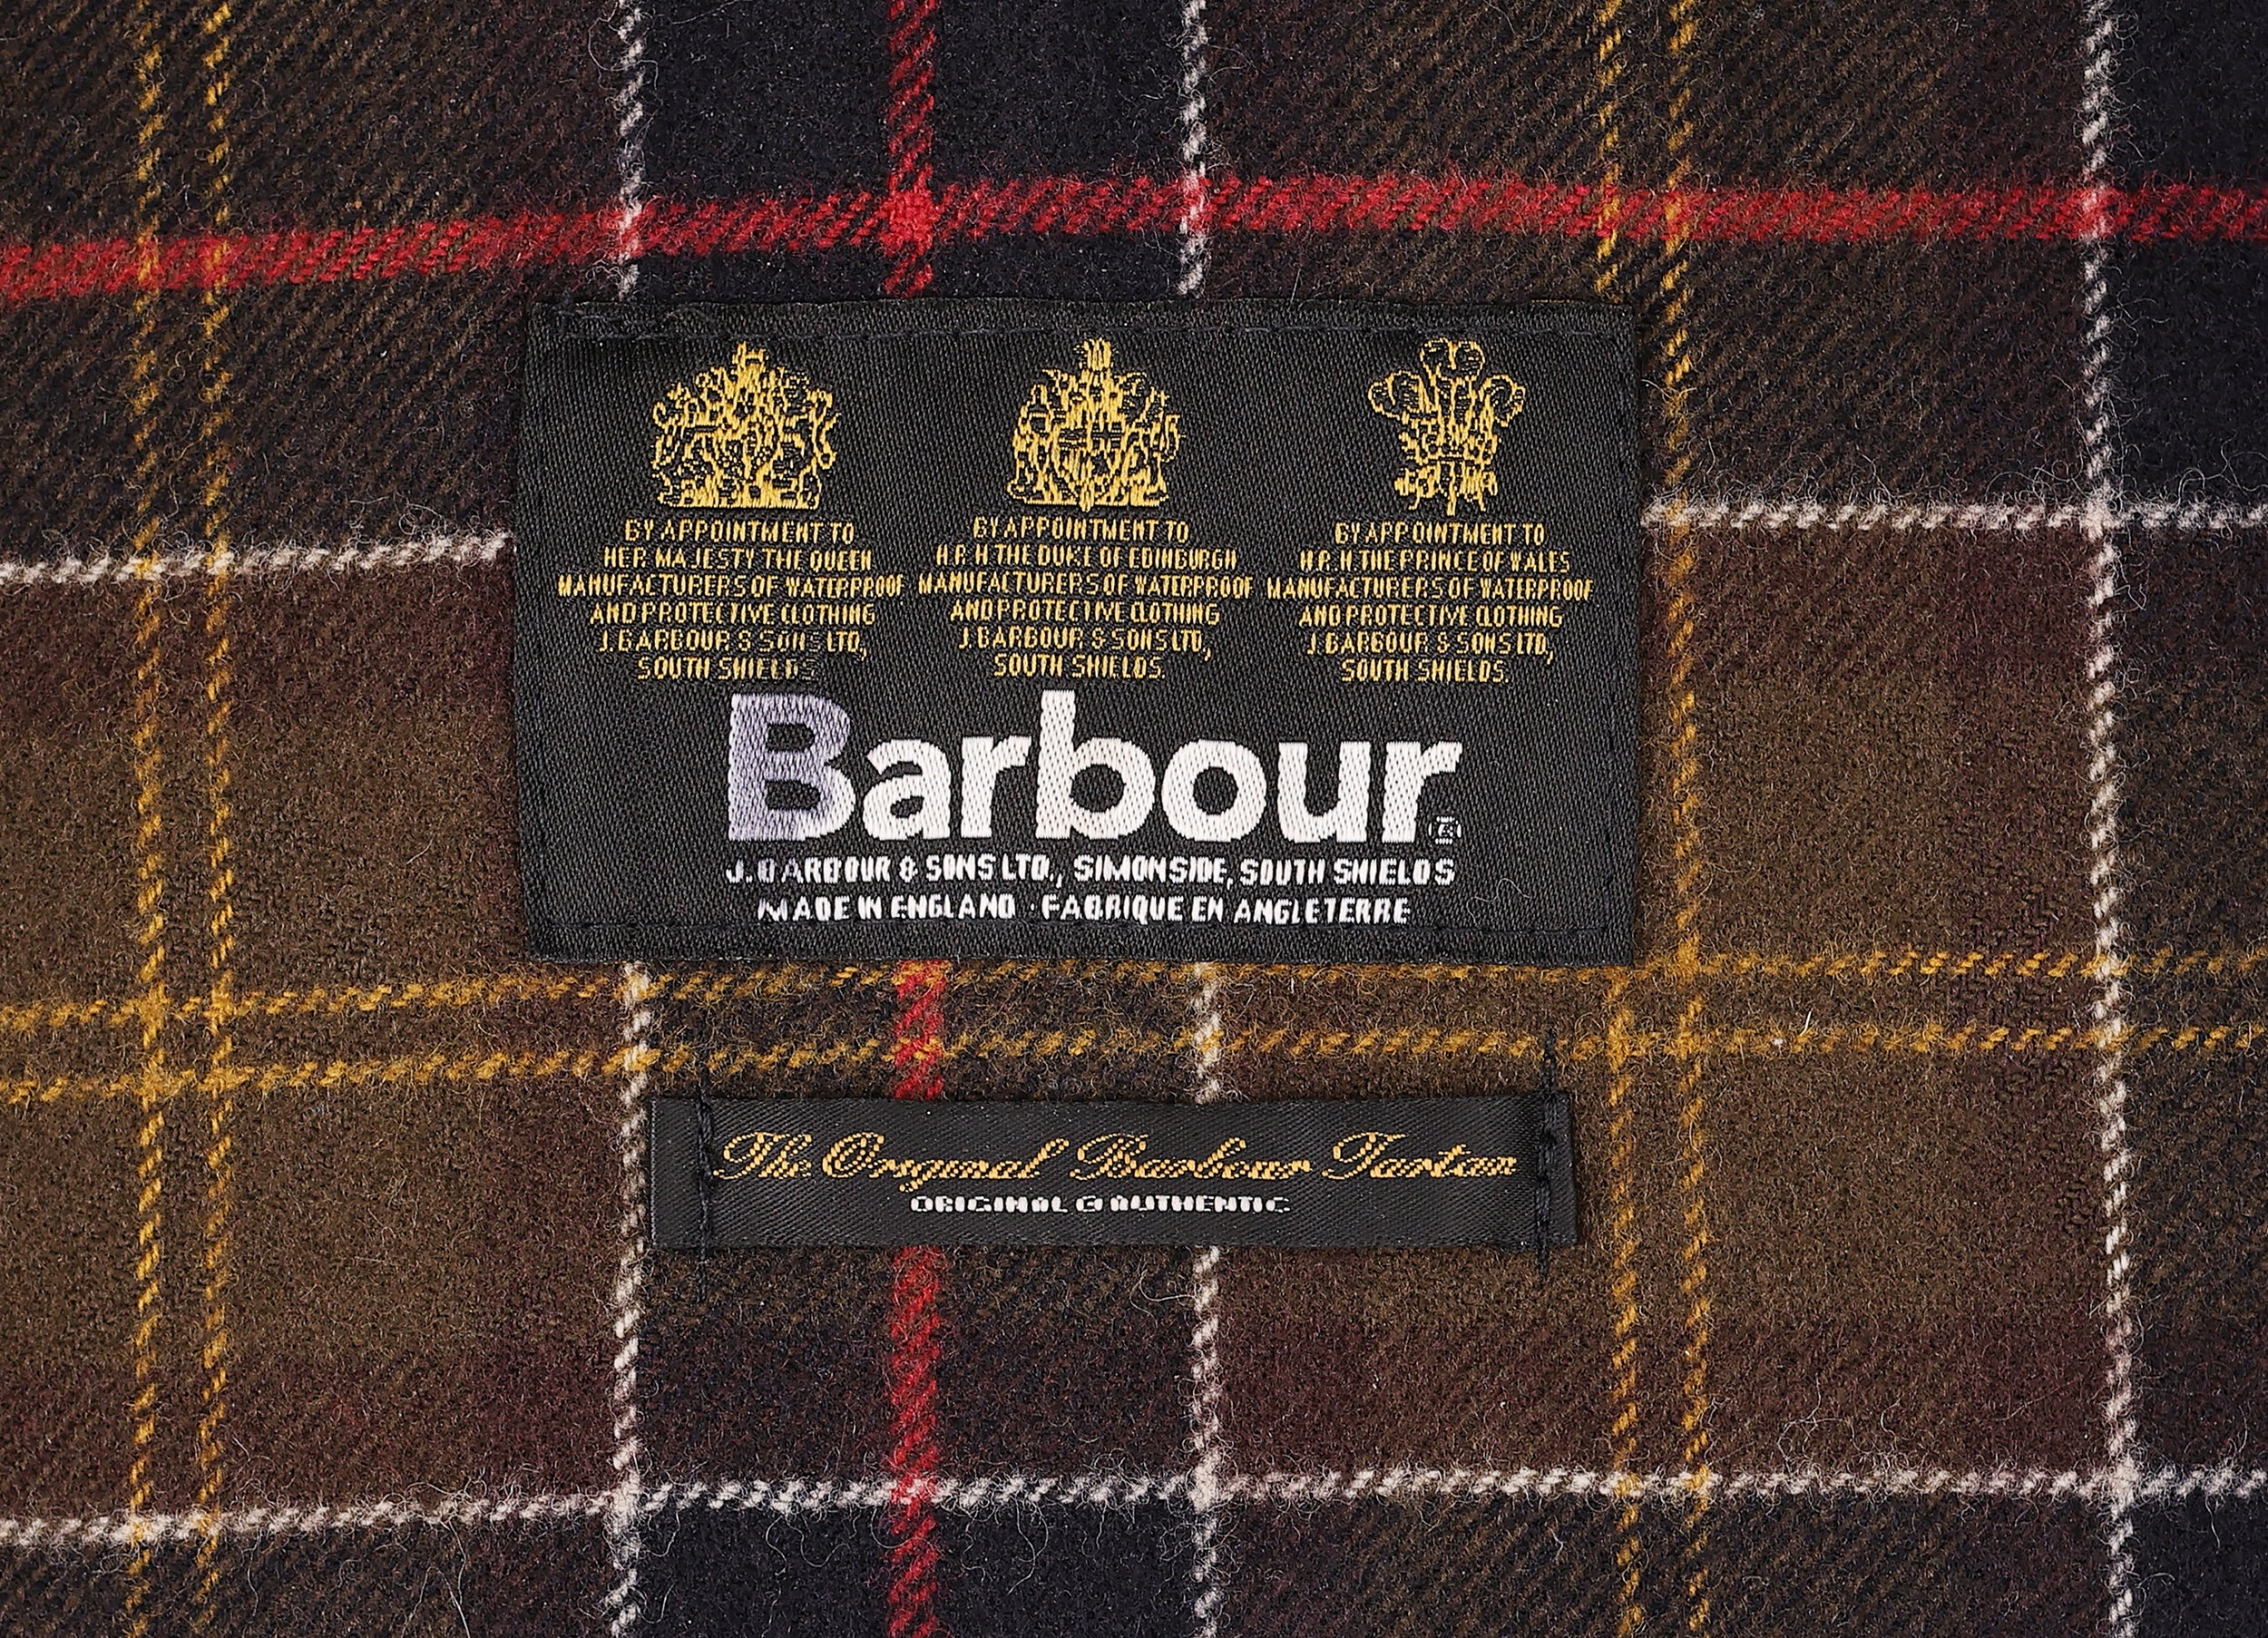 BY APPOINTMENT TO
HER MAJESTY THE QUEEN
MANUFACTURERS OF WATERPROOF
AND PROTECTIVE CLOTHING
J. BARBOUR & SONS LTD,
SOUTH SHIELDS.
BY APPOINTMENT TO
H.R.H THE DUKE OF EDINBURGH
MANUFACTURERS OF WATERPROOF
AND PROTECTIVE CLOTHING
J. BARBOUR & SONS LTD,
SOUTH SHIELDS.
BY APPOINTMENT TO
H.R.H THE PRINCE OF WALES
MANUFACTURERS OF WATERPROOF
AND PROTECTIVE CLOTHING
J. BARBOUR & SONS LTD,
SOUTH SHIELDS.
Barbour®
J. BARBOUR & SONS LTD., SIMONSIDE, SOUTH SHIELDS
MADE IN ENGLAND · FABRIQUE EN ANGLETERRE
The Original Barbour Tartan
ORIGINAL & AUTHENTIC